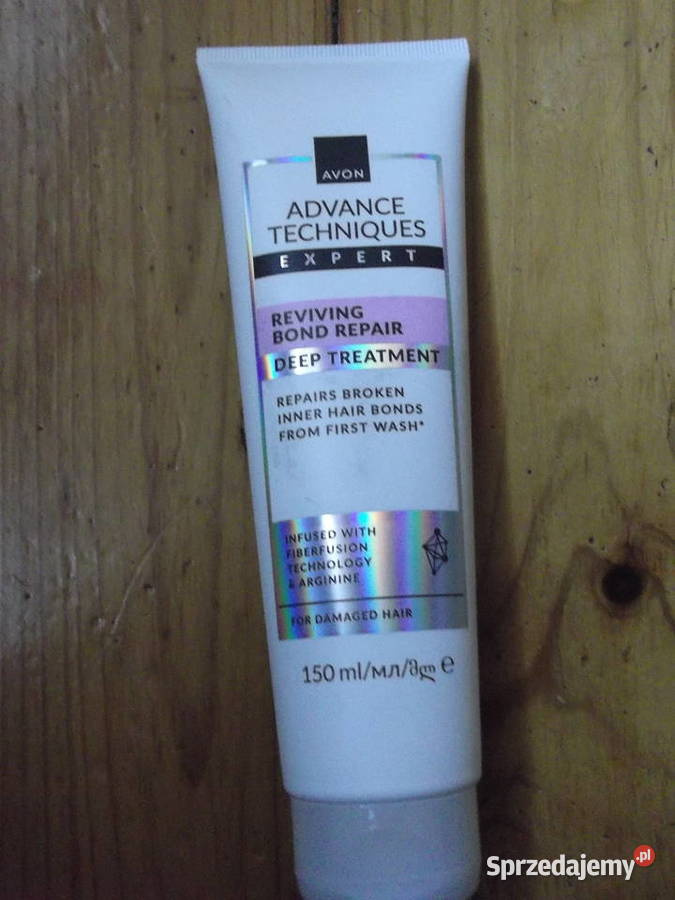 AVON
ADVANCE
TECHNIQUES
EXPERT
REVIVING
BOND REPAIR
DEEP TREATMENT
REPAIRS BROKEN
INNER HAIR BONDS
FROM FIRST WASH*
INFUSED WITH
FIBERFUSION
TECHNOLOGY
& ARGININE
FOR DAMAGED HAIR
150 ml/мл/მლ ℮
Sprzedajemy.pl